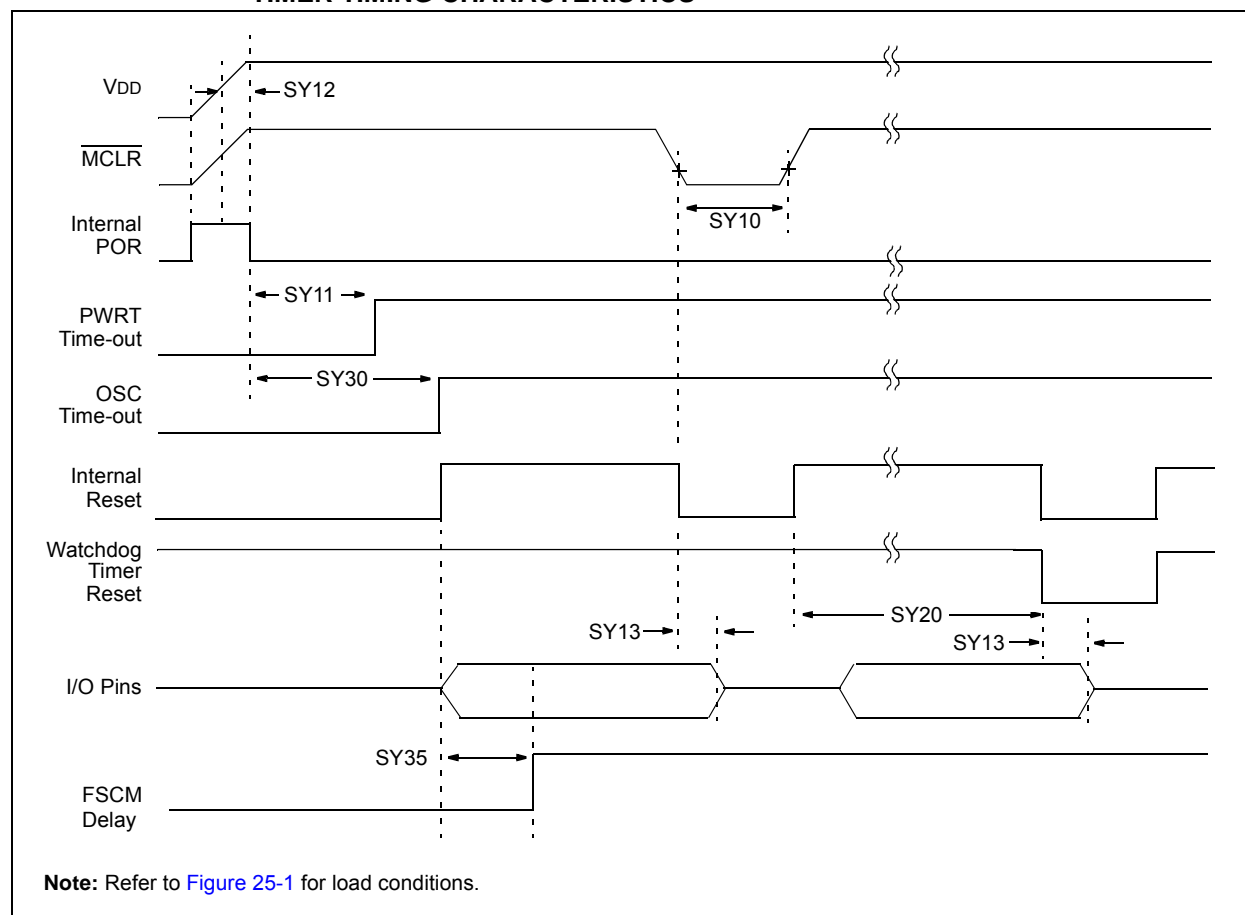 TIMER TIMING CHARACTERISTICS
VDD
SY12
MCLR
SY10
Internal
POR
SY11
PWRT
Time-out
SY30
OSC
Time-out
Internal
Reset
Watchdog
Timer
Reset
SY20
SY13
SY13
I/O Pins
SY35
FSCM
Delay
Note: Refer to Figure 25-1 for load conditions.